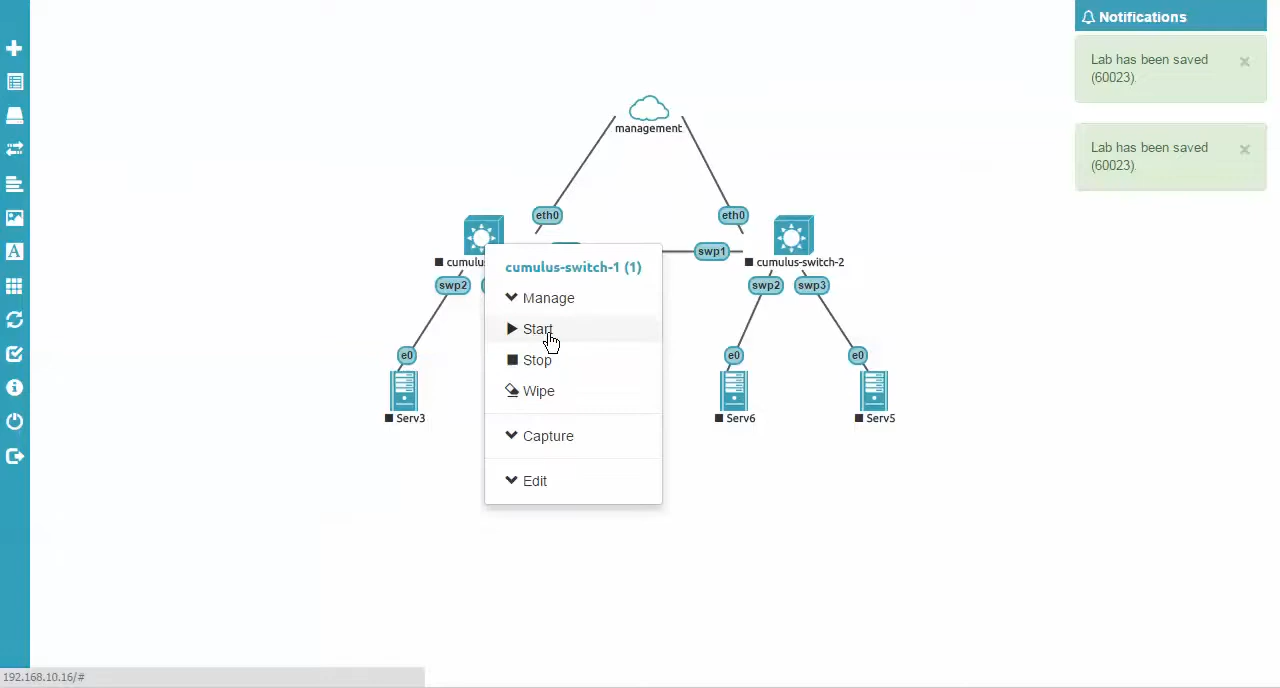 Notifications
Lab has been saved
(60023).
×
Lab has been saved
(60023).
×
management
eth0
eth0
swp1
cumulus-switch-2
swp2
swp2
swp3
cumulus-switch-1 (1)
Manage
Start
Stop
Wipe
Capture
Edit
e0
e0
e0
Serv3
Serv6
Serv5
A
192.168.10.16/#